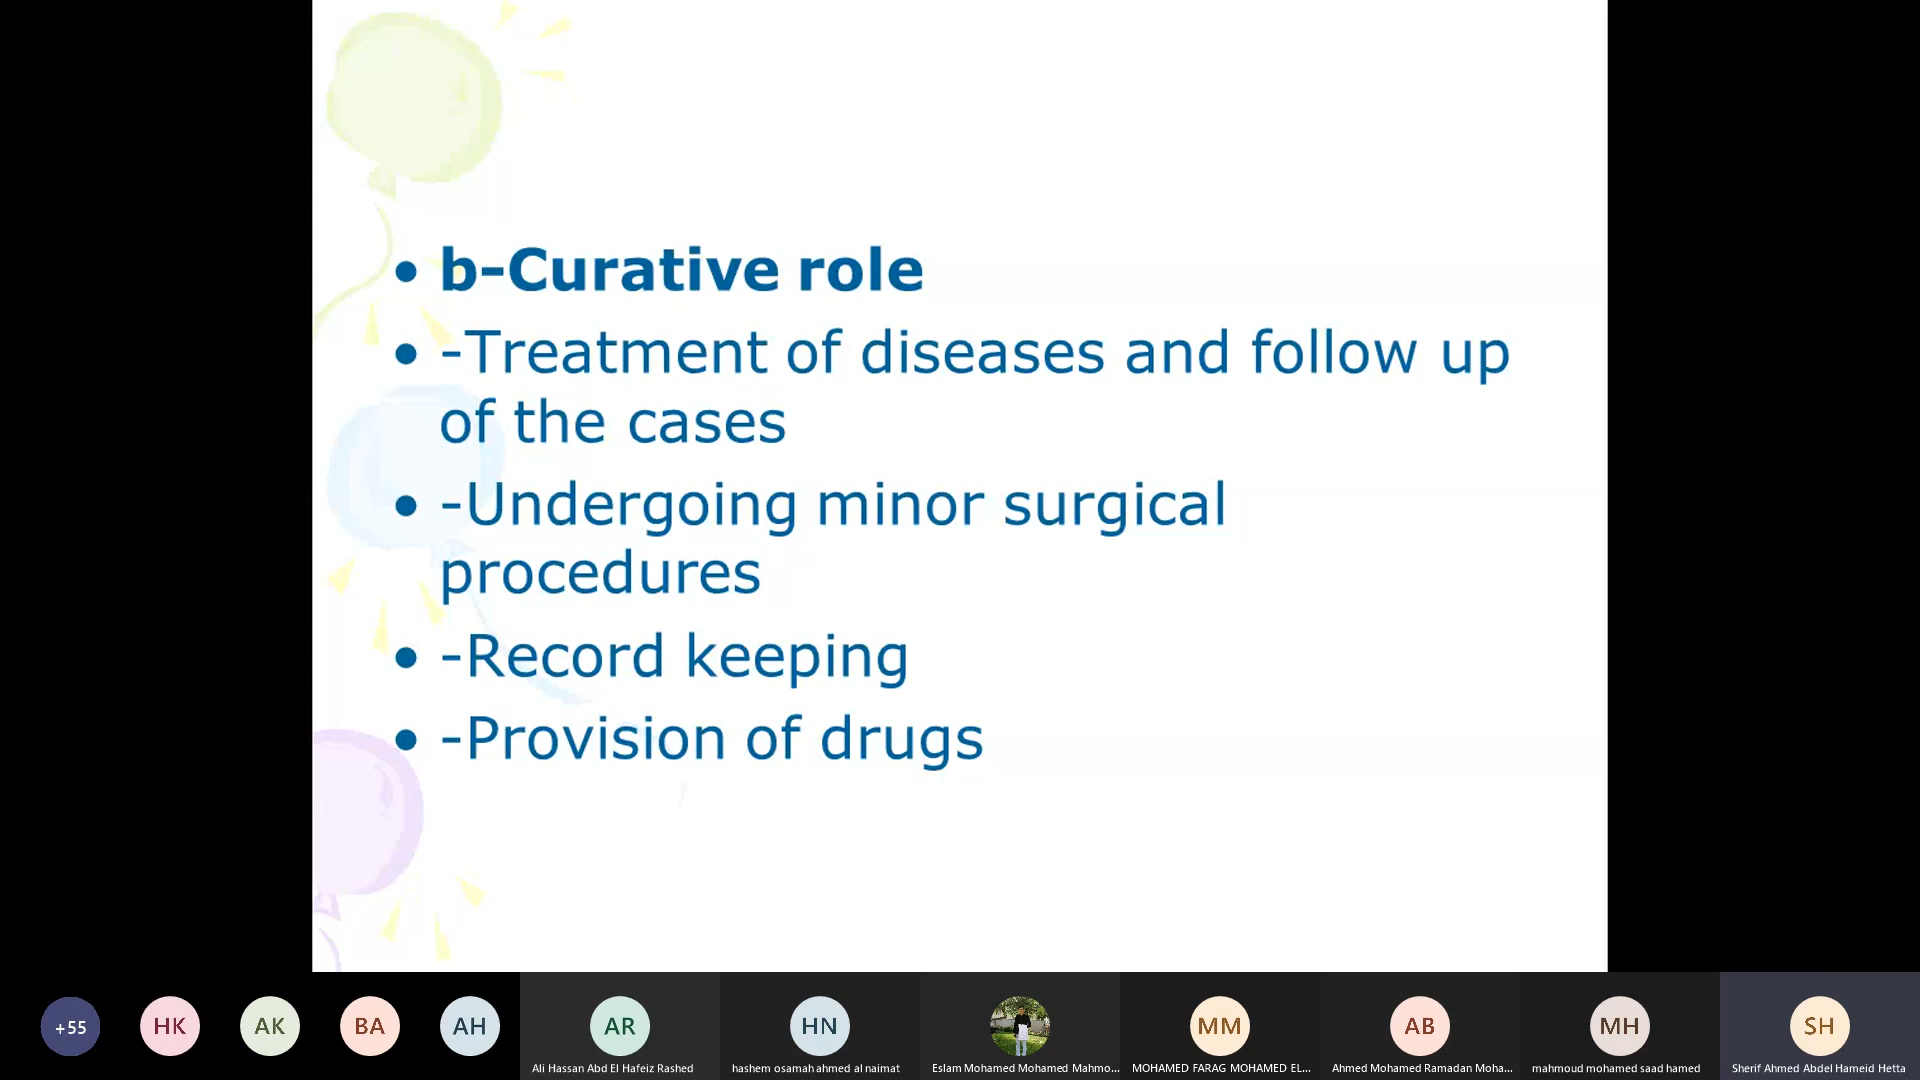 • b-Curative role
• -Treatment of diseases and follow up
of the cases
• -Undergoing minor surgical
procedures
• -Record keeping
• -Provision of drugs
+55
HK
AK
BA
AH
AR
HN
MM
AB
MH
SH
Ali Hassan Abd El Hafeiz Rashed
hashem osamah ahmed al naimat
Eslam Mohamed Mohamed Mahmo...
MOHAMED FARAG MOHAMED EL...
Ahmed Mohamed Ramadan Moha...
mahmoud mohamed saad hamed
Sherif Ahmed Abdel Hameid Hetta